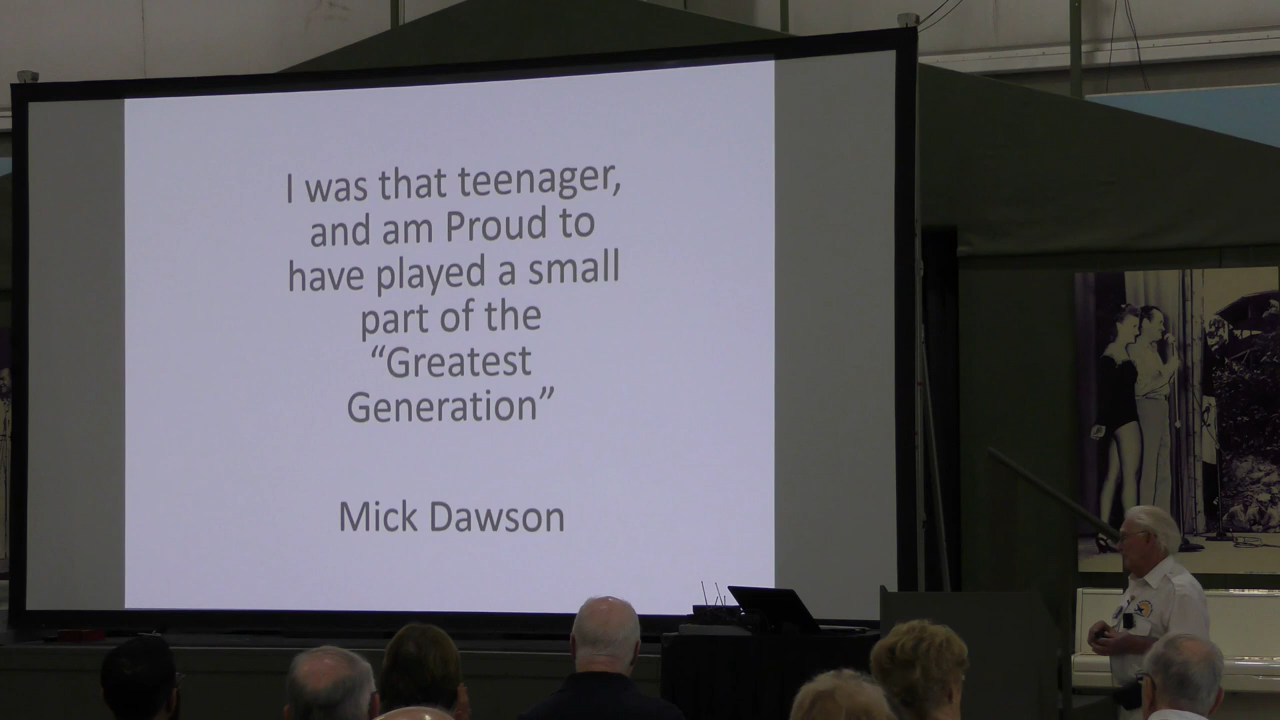 I was that teenager,
and am Proud to
have played a small
part of the
“Greatest
Generation”
Mick Dawson